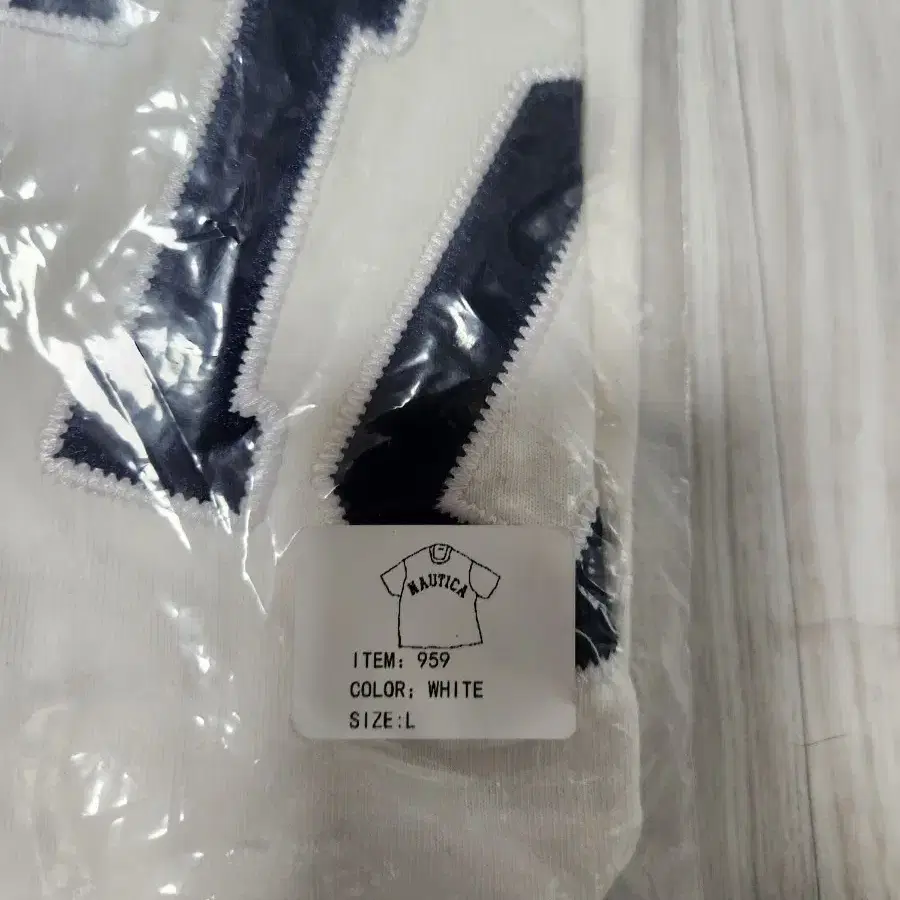 NAUTICA
ITEM: 959
COLOR: WHITE
SIZE:L